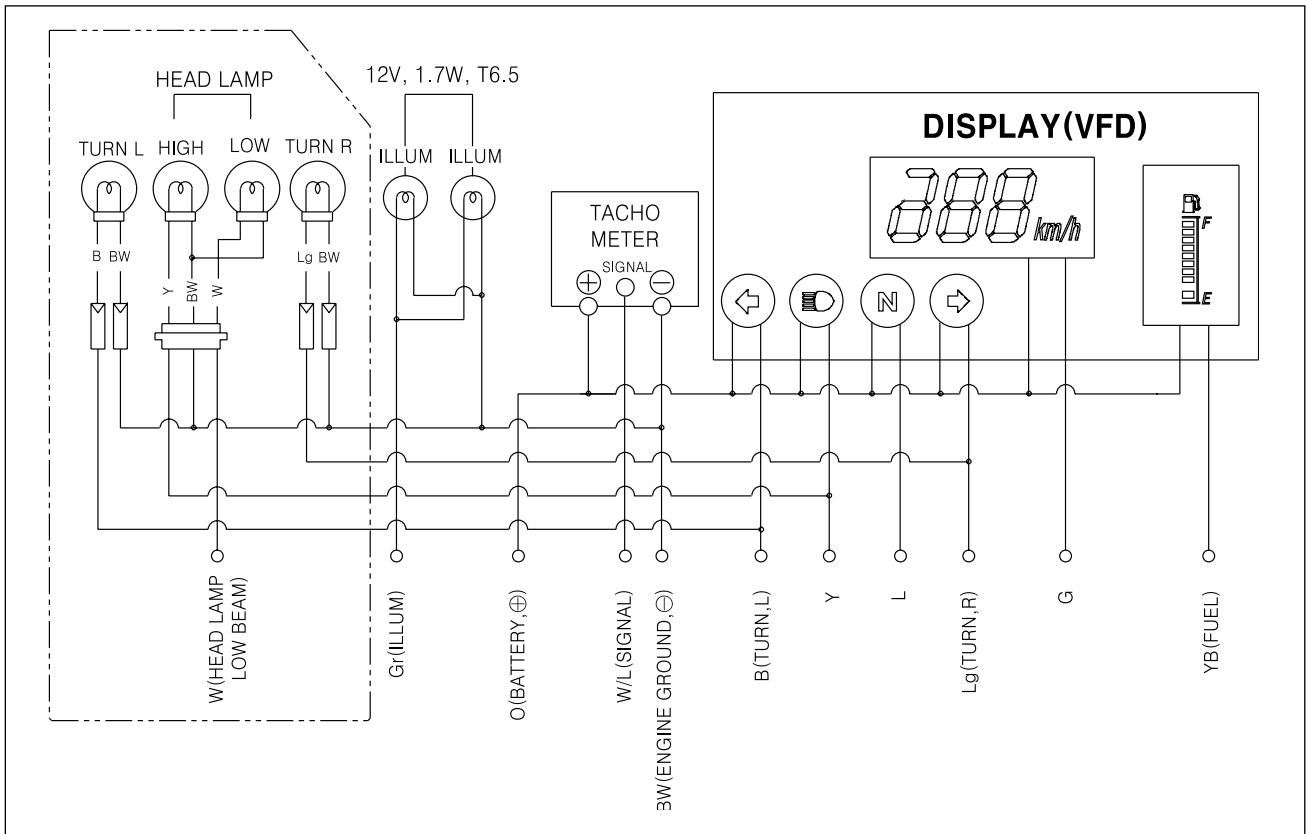 HEAD LAMP
TURN L HIGH LOW TURN R
B BW Y BW W Lg BW
12V, 1.7W, T6.5
ILLUM ILLUM
TACHO
METER
SIGNAL
⊕ ⊖
DISPLAY(VFD)
288 km/h
N
F
E
W(HEAD LAMP
LOW BEAM)
Gr(ILLUM)
O(BATTERY,⊕)
W/L(SIGNAL)
BW(ENGINE GROUND,⊖)
B(TURN,L)
Y
L
Lg(TURN,R)
G
YB(FUEL)